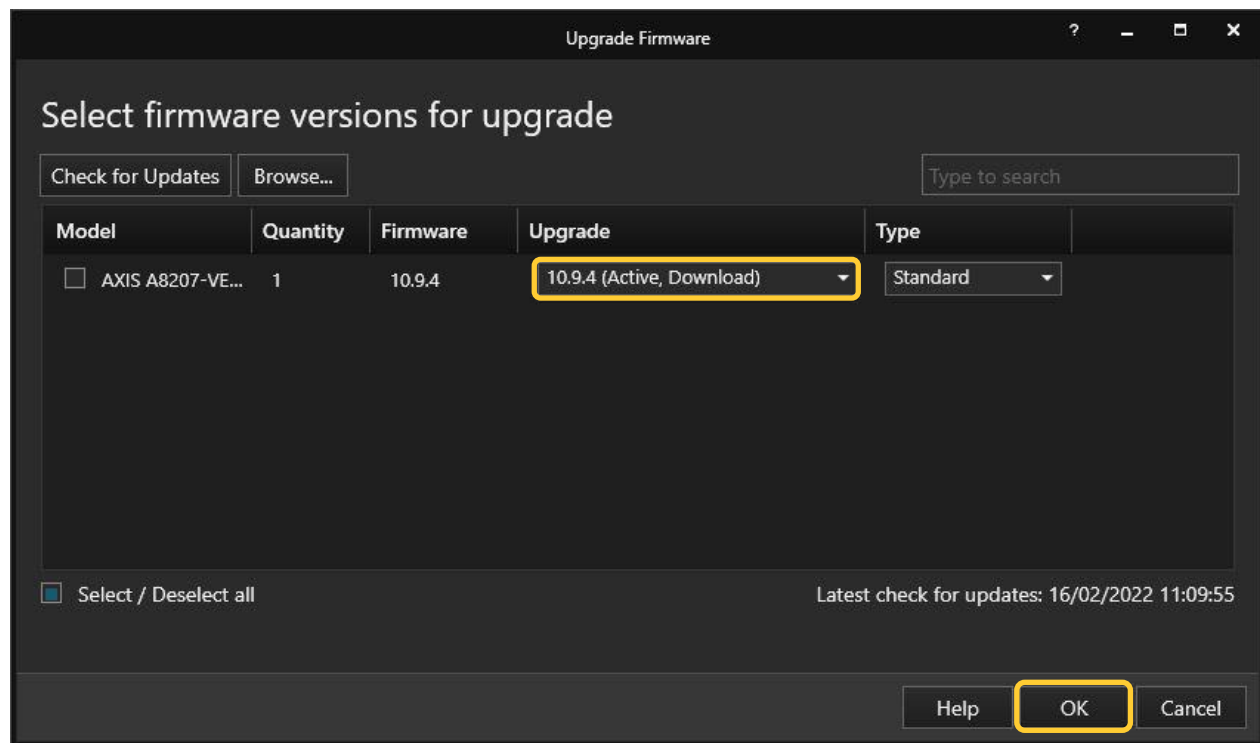 Upgrade Firmware ?
Select firmware versions for upgrade
Check for Updates Browse... Type to search
Model Quantity Firmware Upgrade Type
AXIS A8207-VE... 1 10.9.4 10.9.4 (Active, Download) Standard
Select / Deselect all Latest check for updates: 16/02/2022 11:09:55
Help OK Cancel